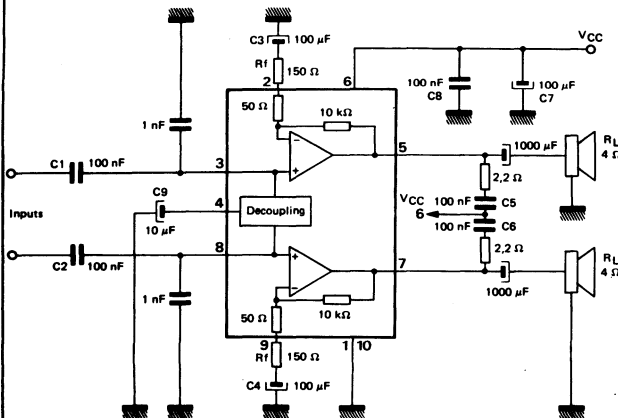 C3
100 µF
VCC
Rf
150 Ω
2
6
100 nF
C8
100 µF
C7
50 Ω
10 kΩ
1 nF
−
+
5
1000 µF
RL
4 Ω
C1
100 nF
3
2,2 Ω
C9
4
Decoupling
VCC
6
100 nF
C5
100 nF
C6
Inputs
10 µF
8
C2
100 nF
+
−
7
2,2 Ω
1000 µF
RL
4 Ω
1 nF
10 kΩ
50 Ω
9
Rf
150 Ω
1 10
C4
100 µF